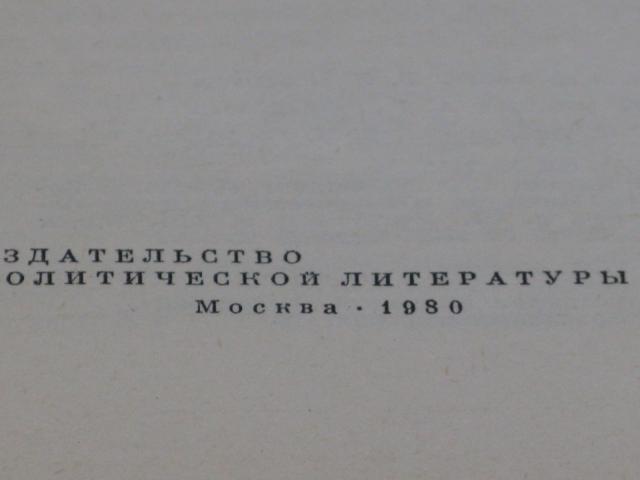 ЗДАТЕЛЬСТВО
ОЛИТИЧЕСКОЙ ЛИТЕРАТУРЫ
Москва · 1980